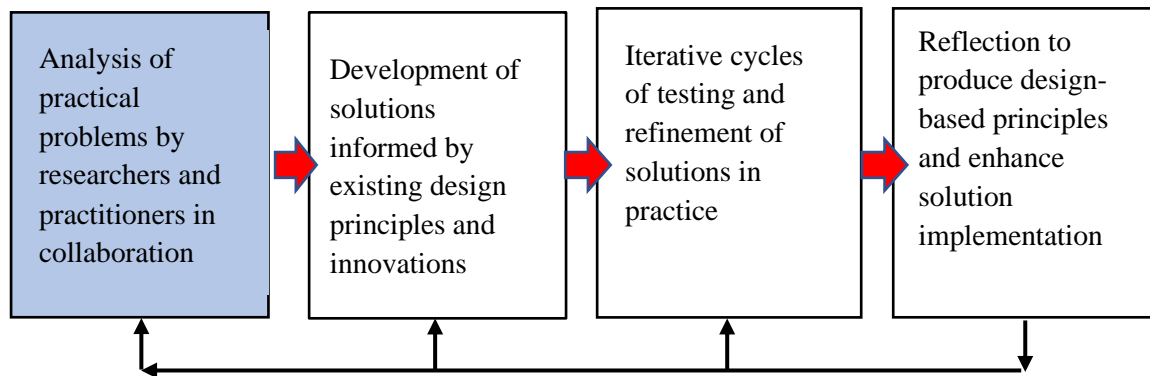 Analysis of
practical
problems by
researchers and
practitioners in
collaboration
Development of
solutions
informed by
existing design
principles and
innovations
Iterative cycles
of testing and
refinement of
solutions in
practice
Reflection to
produce design-
based principles
and enhance
solution
implementation